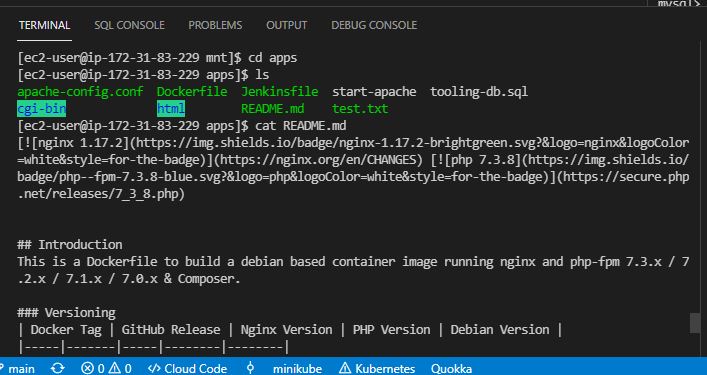 mysql>
TERMINAL SQL CONSOLE PROBLEMS OUTPUT DEBUG CONSOLE
[ec2-user@ip-172-31-83-229 mnt]$ cd apps
[ec2-user@ip-172-31-83-229 apps]$ ls
apache-config.conf Dockerfile Jenkinsfile start-apache tooling-db.sql
cgi-bin html README.md test.txt
[ec2-user@ip-172-31-83-229 apps]$ cat README.md
[![nginx 1.17.2](https://img.shields.io/badge/nginx-1.17.2-brightgreen.svg?&logo=nginx&logoColor
=white&style=for-the-badge)](https://nginx.org/en/CHANGES) [![php 7.3.8](https://img.shields.io/
badge/php--fpm-7.3.8-blue.svg?&logo=php&logoColor=white&style=for-the-badge)](https://secure.php
.net/releases/7_3_8.php)
## Introduction
This is a Dockerfile to build a debian based container image running nginx and php-fpm 7.3.x / 7
.2.x / 7.1.x / 7.0.x & Composer.
### Versioning
| Docker Tag | GitHub Release | Nginx Version | PHP Version | Debian Version |
|-----|-------|-----|--------|--------|
main 0 0 Cloud Code minikube Kubernetes Quokka